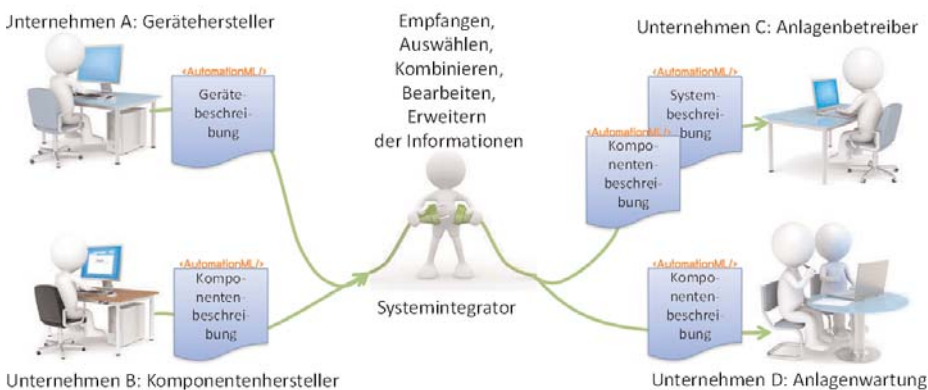 Unternehmen A: Gerätehersteller
<AutomationML/>
Geräte-
beschrei-
bung
Unternehmen B: Komponentenhersteller
<AutomationML/>
Kompo-
nenten-
beschrei-
bung
Empfangen,
Auswählen,
Kombinieren,
Bearbeiten,
Erweitern
der Informationen
Systemintegrator
Unternehmen C: Anlagenbetreiber
<AutomationML/>
System-
beschrei-
bung
<AutomationML/>
Kompo-
nenten-
beschrei-
bung
<AutomationML/>
Kompo-
nenten-
beschrei-
bung
Unternehmen D: Anlagenwartung